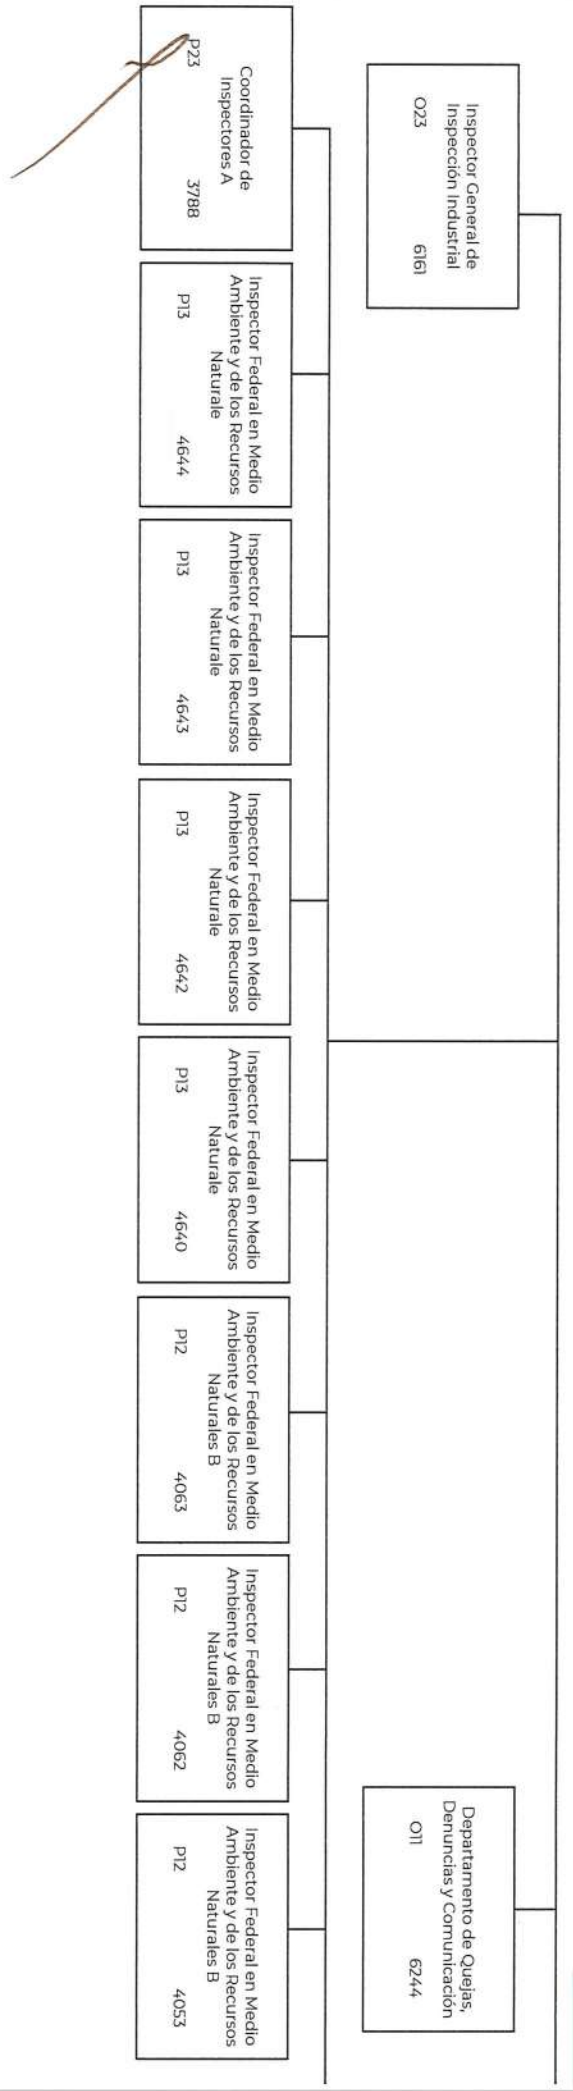 Inspector General de
Inspección Industrial
O23 6161
Departamento de Quejas,
Denuncias y Comunicación
O11 6244
Coordinador de
Inspectores A
P23 3788
Inspector Federal en Medio
Ambiente y de los Recursos
Naturale
P13 4644
Inspector Federal en Medio
Ambiente y de los Recursos
Naturale
P13 4643
Inspector Federal en Medio
Ambiente y de los Recursos
Naturale
P13 4642
Inspector Federal en Medio
Ambiente y de los Recursos
Naturale
P13 4640
Inspector Federal en Medio
Ambiente y de los Recursos
Naturales B
P12 4063
Inspector Federal en Medio
Ambiente y de los Recursos
Naturales B
P12 4062
Inspector Federal en Medio
Ambiente y de los Recursos
Naturales B
P12 4053